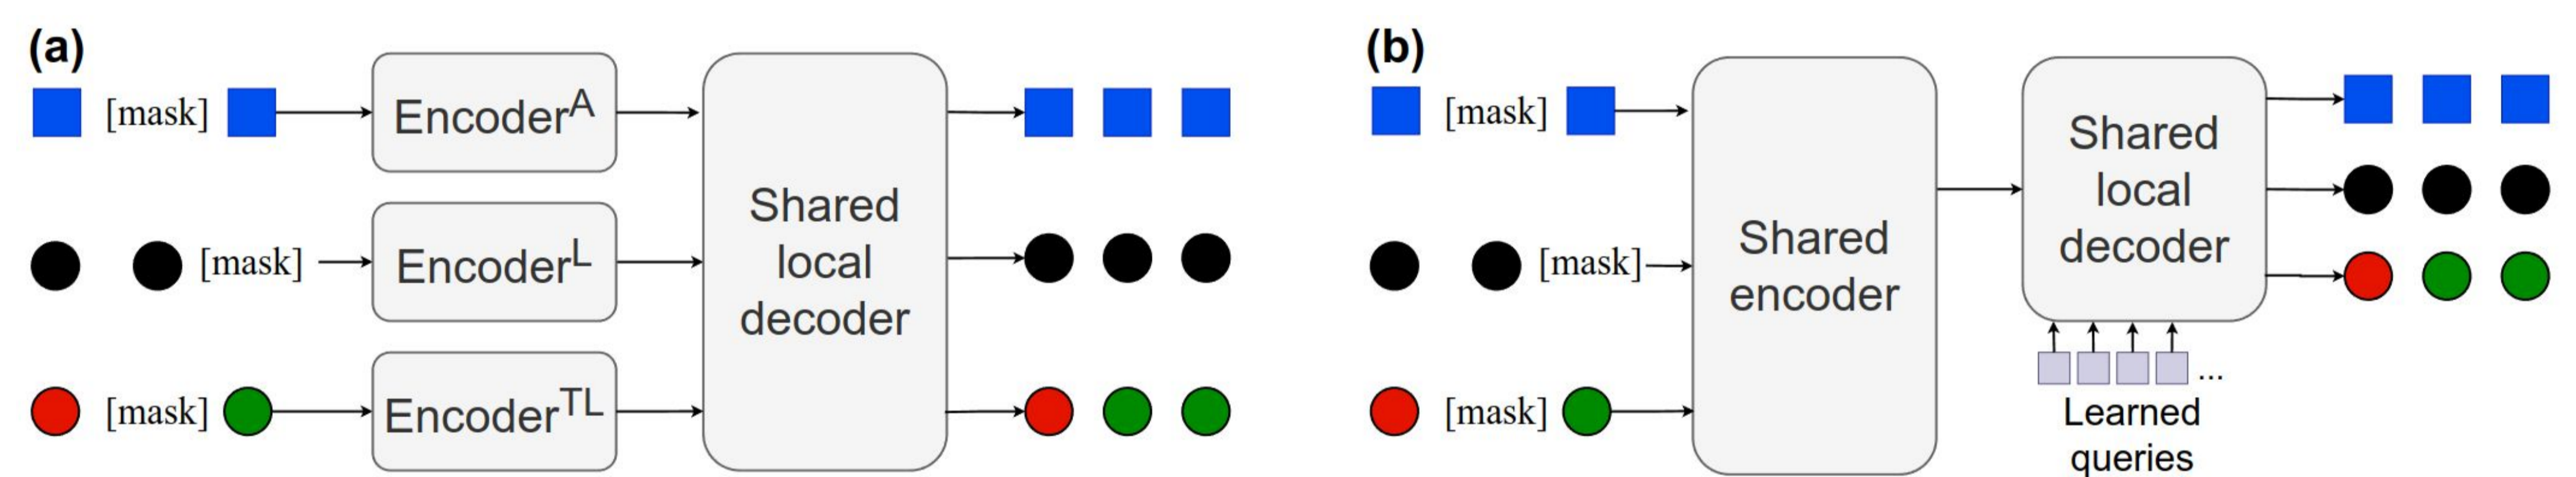 (a)
[mask]
Encoder^A
[mask]
Encoder^L
[mask]
Encoder^TL
Shared
local
decoder
(b)
[mask]
[mask]
[mask]
Shared
encoder
Shared
local
decoder
...
Learned
queries